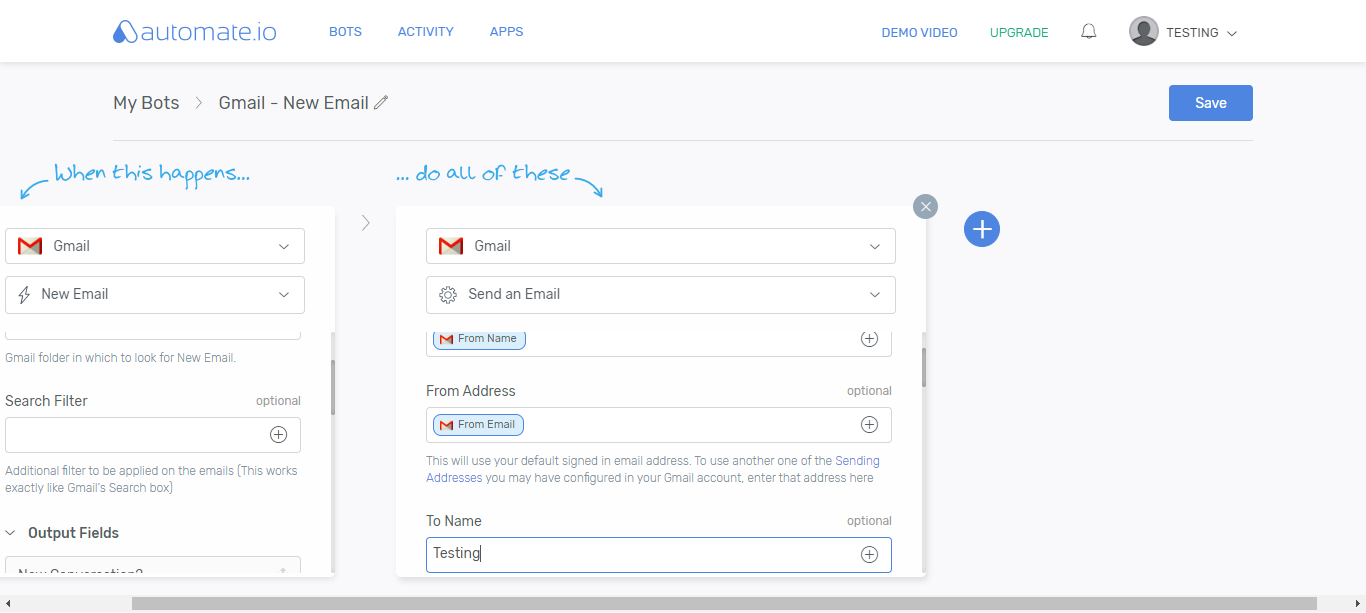 automate.io BOTS ACTIVITY APPS DEMO VIDEO UPGRADE TESTING
My Bots Gmail - New Email Save
When this happens...
... do all of these
Gmail
New Email
Gmail folder in which to look for New Email.
Search Filter optional
Additional filter to be applied on the emails (This works
exactly like Gmail's Search box)
Output Fields
New Conversation?
Gmail
Send an Email
From Name
From Address optional
From Email
This will use your default signed in email address. To use another one of the Sending
Addresses you may have configured in your Gmail account, enter that address here
To Name optional
Testing